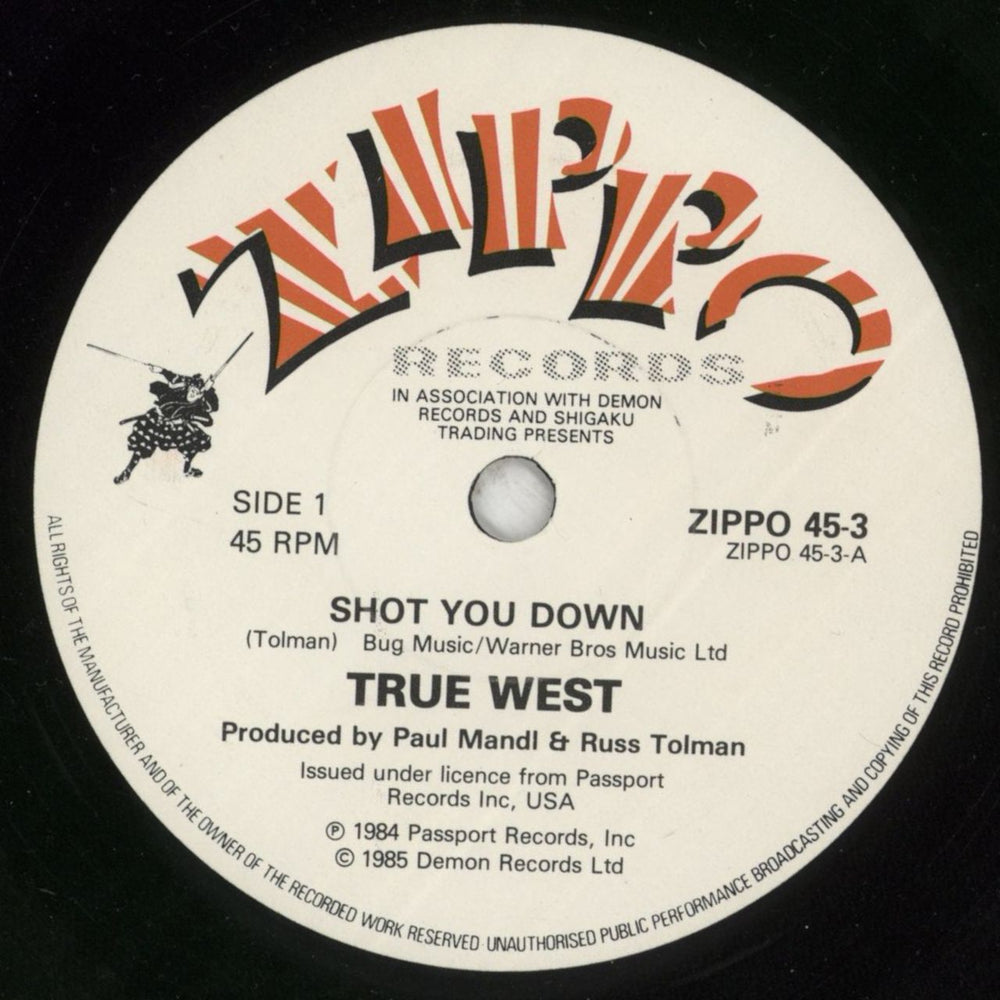 ZIPPO
RECORDS
IN ASSOCIATION WITH DEMON
RECORDS AND SHIGAKU
TRADING PRESENTS
SIDE 1
45 RPM
ZIPPO 45-3
ZIPPO 45-3-A
SHOT YOU DOWN
(Tolman) Bug Music/Warner Bros Music Ltd
TRUE WEST
Produced by Paul Mandl & Russ Tolman
Issued under licence from Passport
Records Inc, USA
℗ 1984 Passport Records, Inc
© 1985 Demon Records Ltd
ALL RIGHTS OF THE MANUFACTURER AND OF THE OWNER OF THE RECORDED WORK RESERVED UNAUTHORISED PUBLIC PERFORMANCE BROADCASTING AND COPYING OF THIS RECORD PROHIBITED